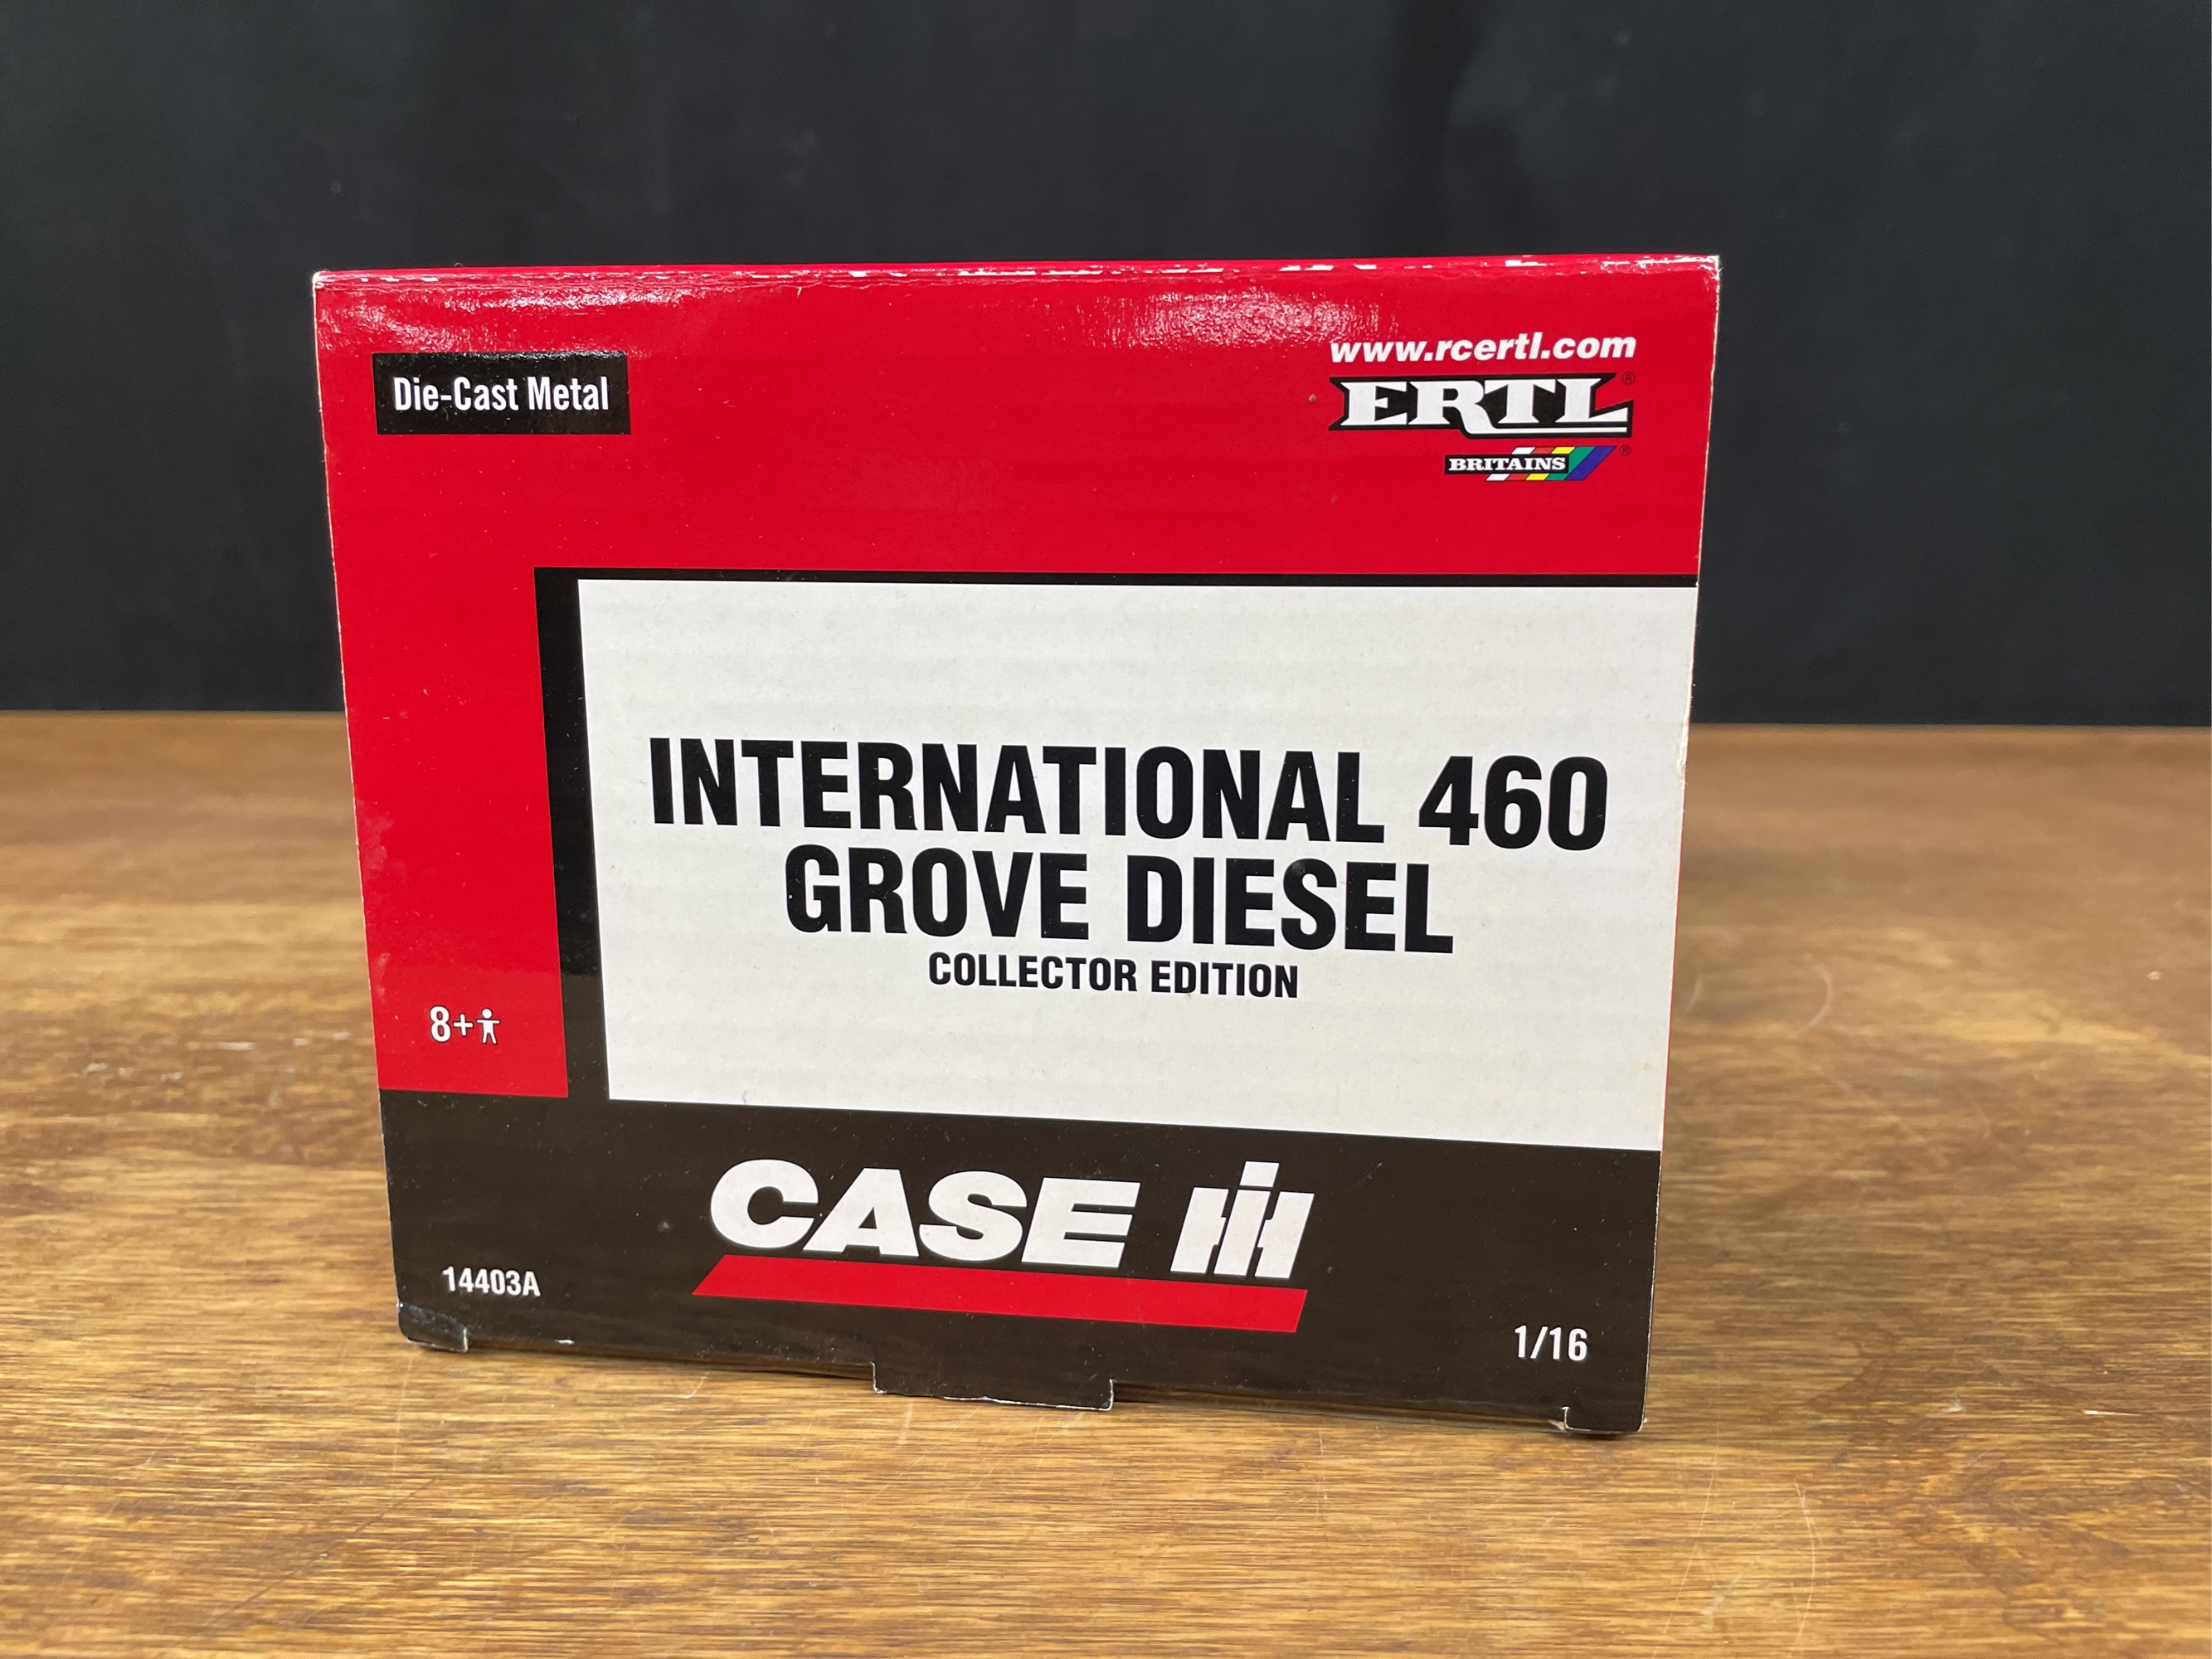 Die-Cast Metal
www.rcertl.com
ERTL®
BRITAINS®
INTERNATIONAL 460
GROVE DIESEL
COLLECTOR EDITION
8+
CASE IH
14403A
1/16